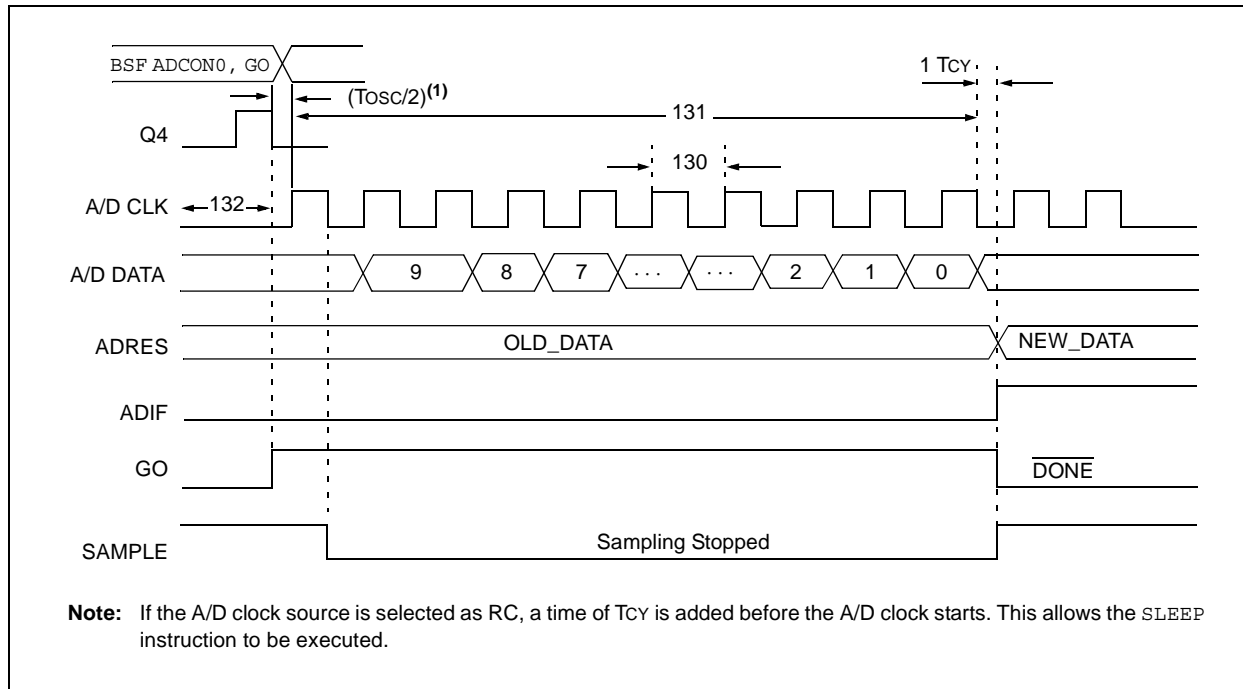 BSF ADCON0, GO
1 TCY
(TOSC/2)(1)
131
Q4
130
A/D CLK
132
A/D DATA
9 8 7 . . . . . . 2 1 0
ADRES
OLD_DATA
NEW_DATA
ADIF
GO
DONE
SAMPLE
Sampling Stopped
Note: If the A/D clock source is selected as RC, a time of TCY is added before the A/D clock starts. This allows the SLEEP
instruction to be executed.